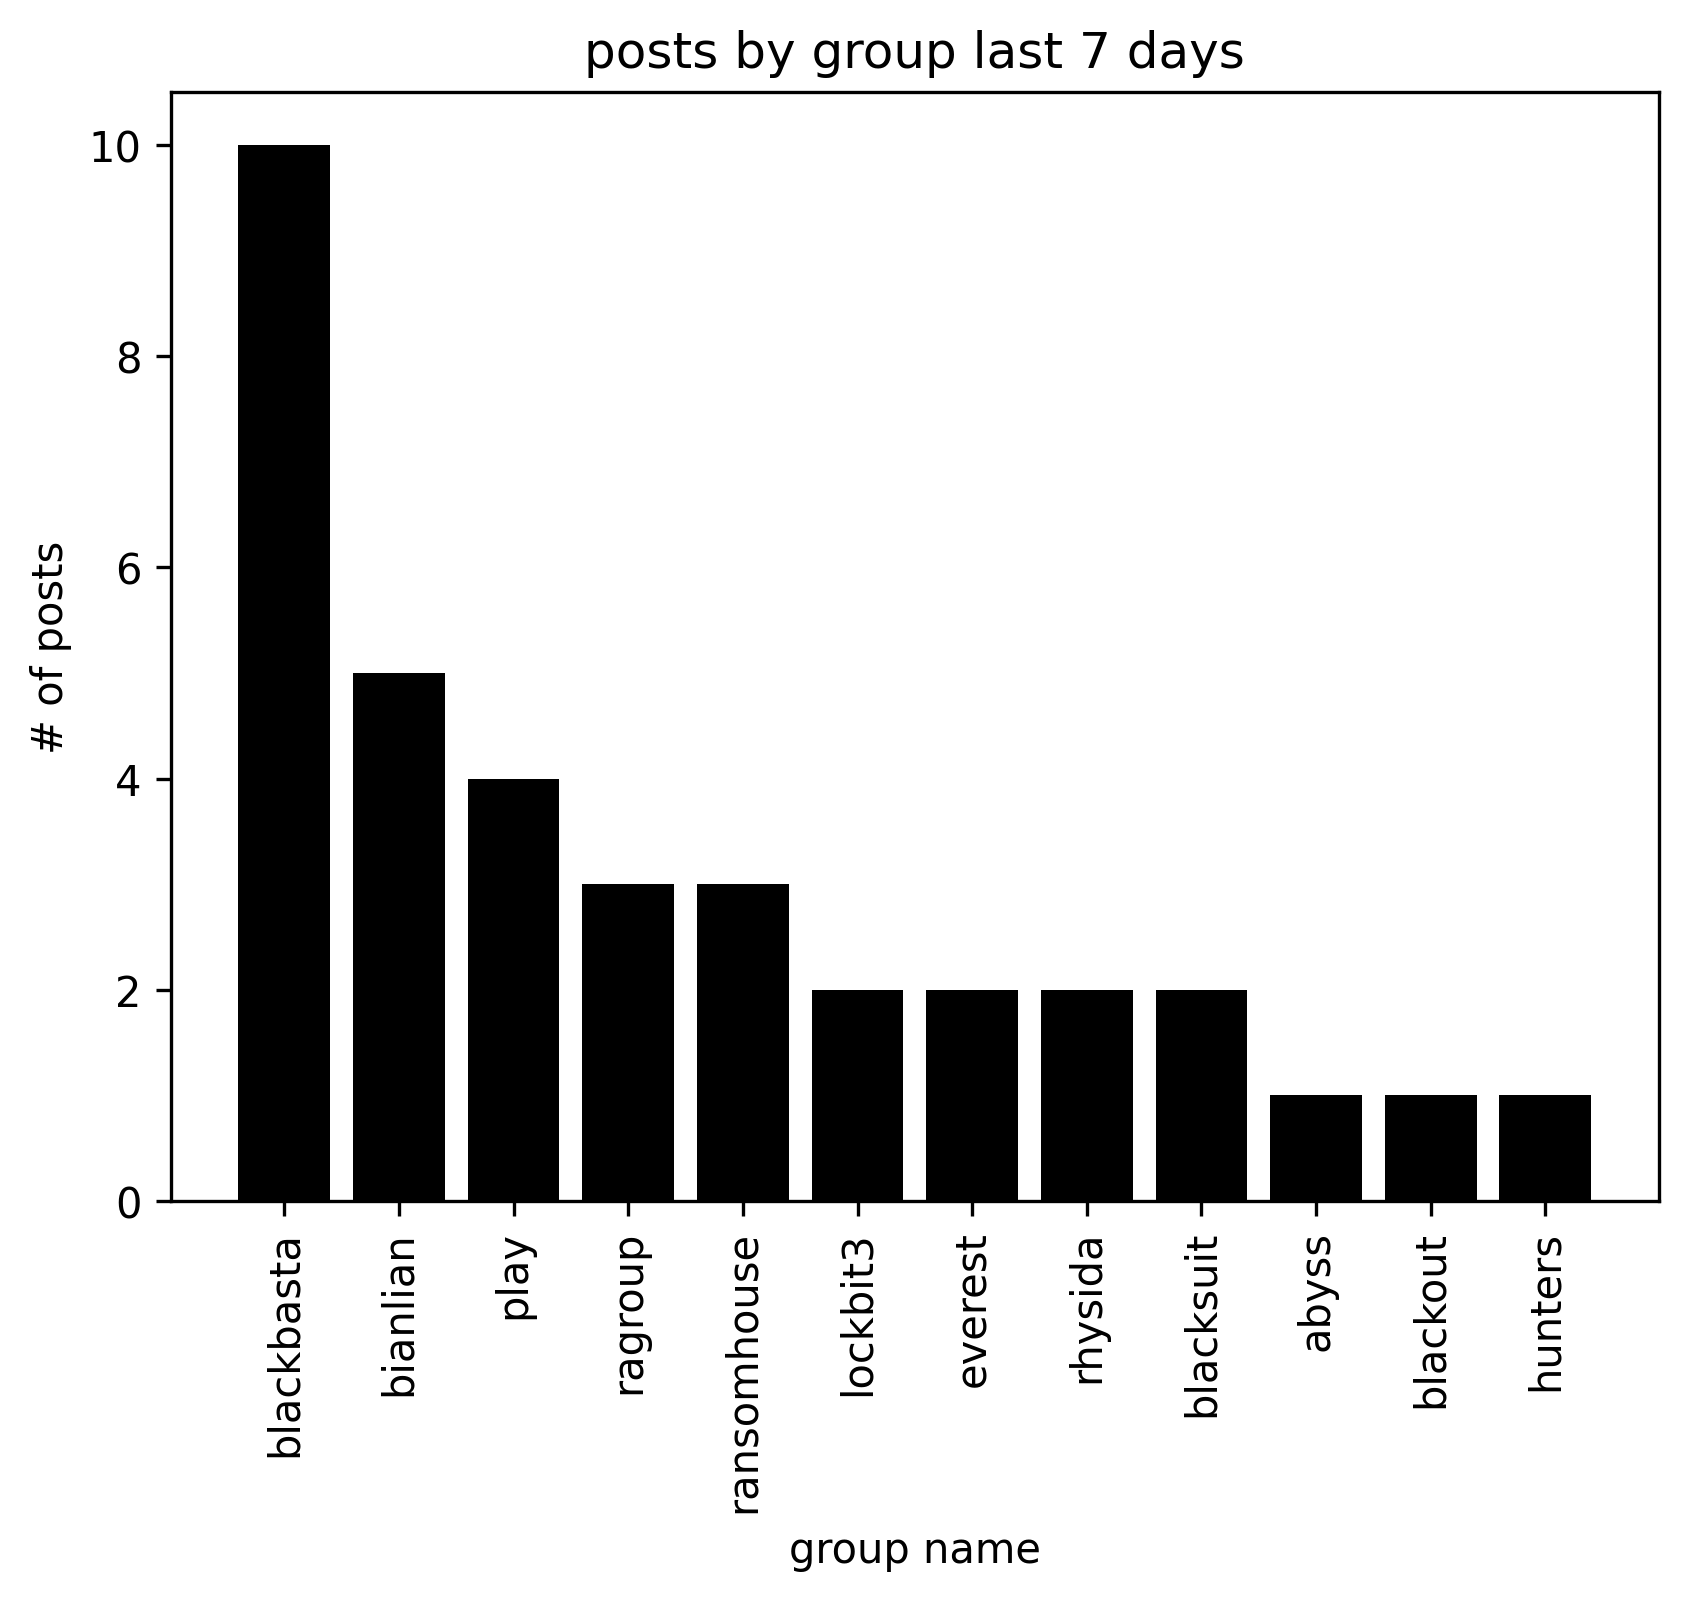 posts by group last 7 days
# of posts
10
8
6
4
2
0
blackbasta
bianlian
play
ragroup
ransomhouse
lockbit3
everest
rhysida
blacksuit
abyss
blackout
hunters
group name